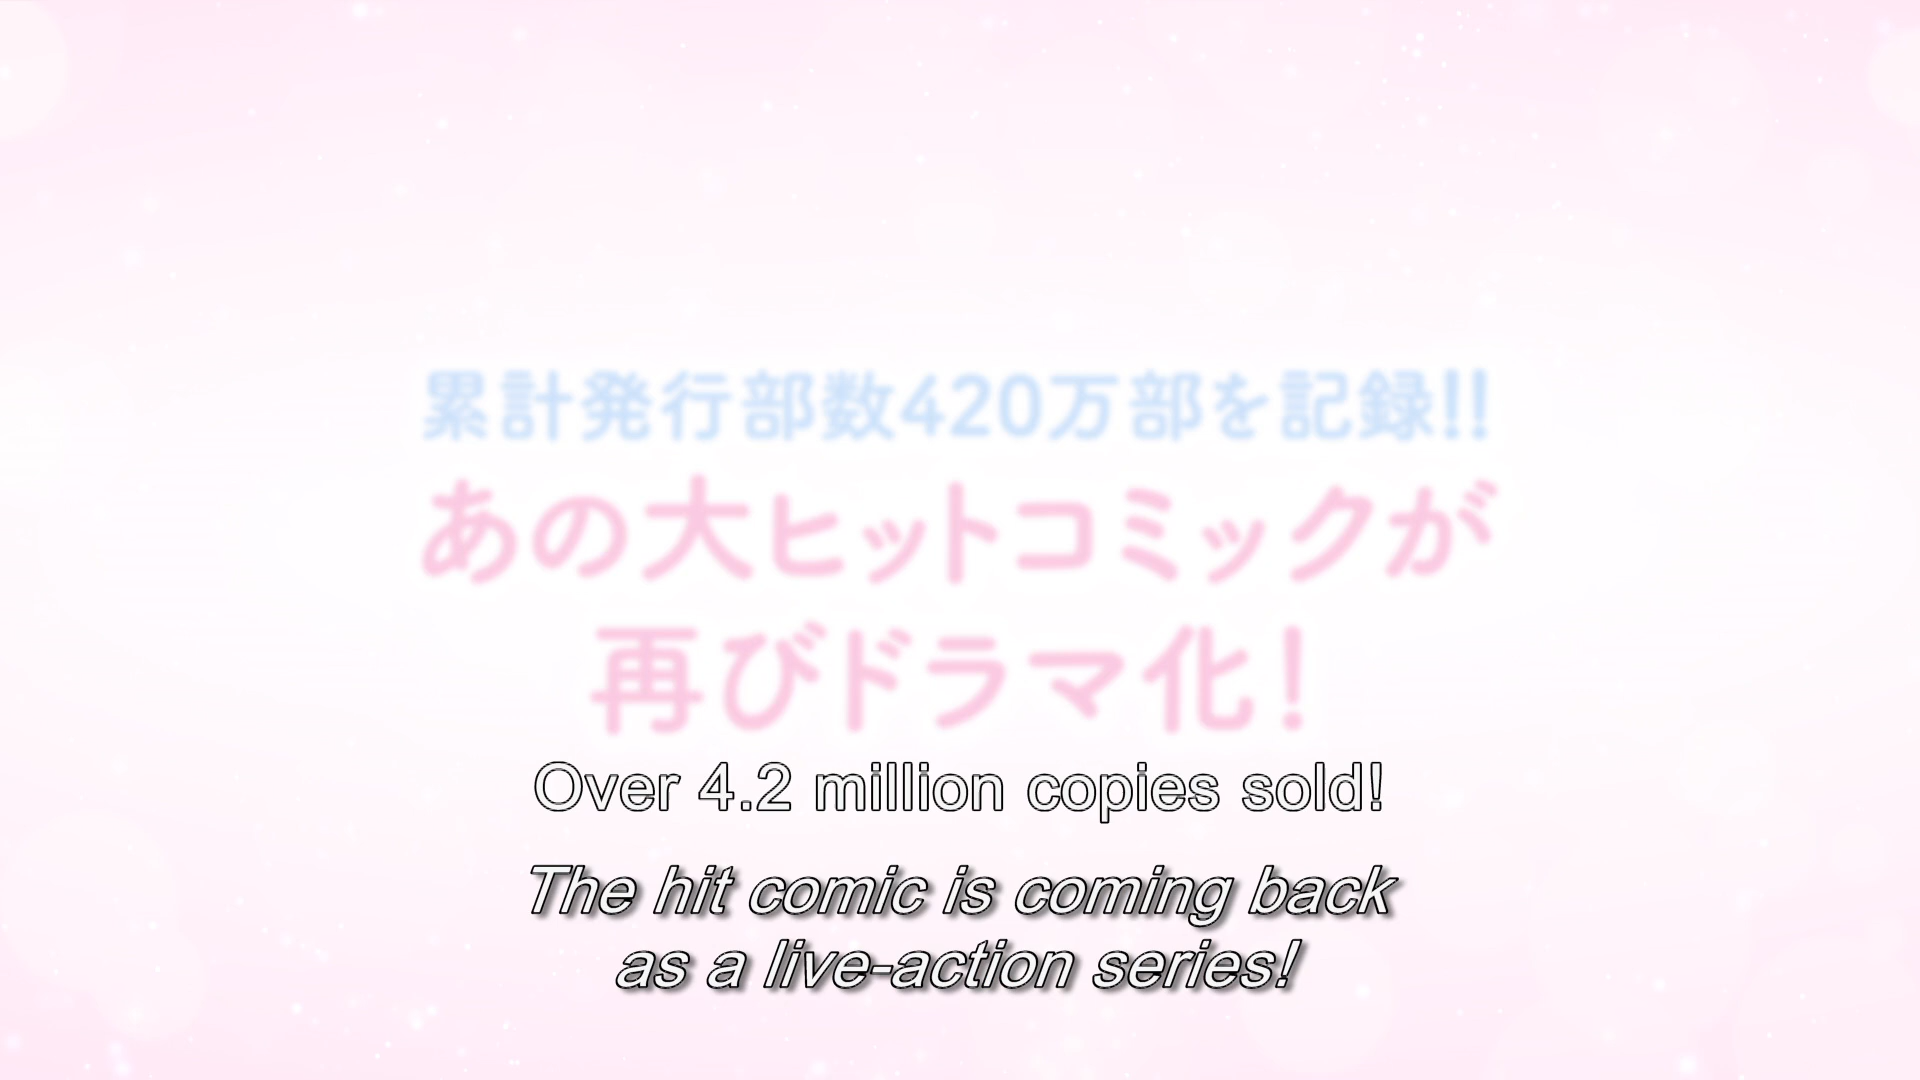 累計発行部数420万部を記録!!
あの大ヒットコミックが
再びドラマ化!
Over 4.2 million copies sold!
The hit comic is coming back
as a live-action series!